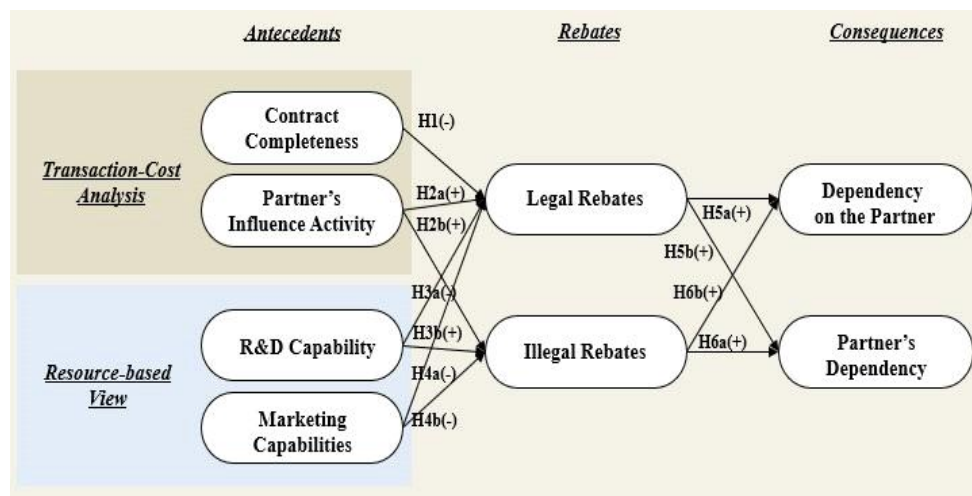 Antecedents
Rebates
Consequences
Transaction-Cost
Analysis
Contract
Completeness
Partner's
Influence Activity
Resource-based
View
R&D Capability
Marketing
Capabilities
H1(-)
H2a(+)
H2b(+)
H3a(-)
H3b(+)
H4a(-)
H4b(-)
Legal Rebates
Illegal Rebates
H5a(+)
H5b(+)
H6b(+)
H6a(+)
Dependency
on the Partner
Partner's
Dependency